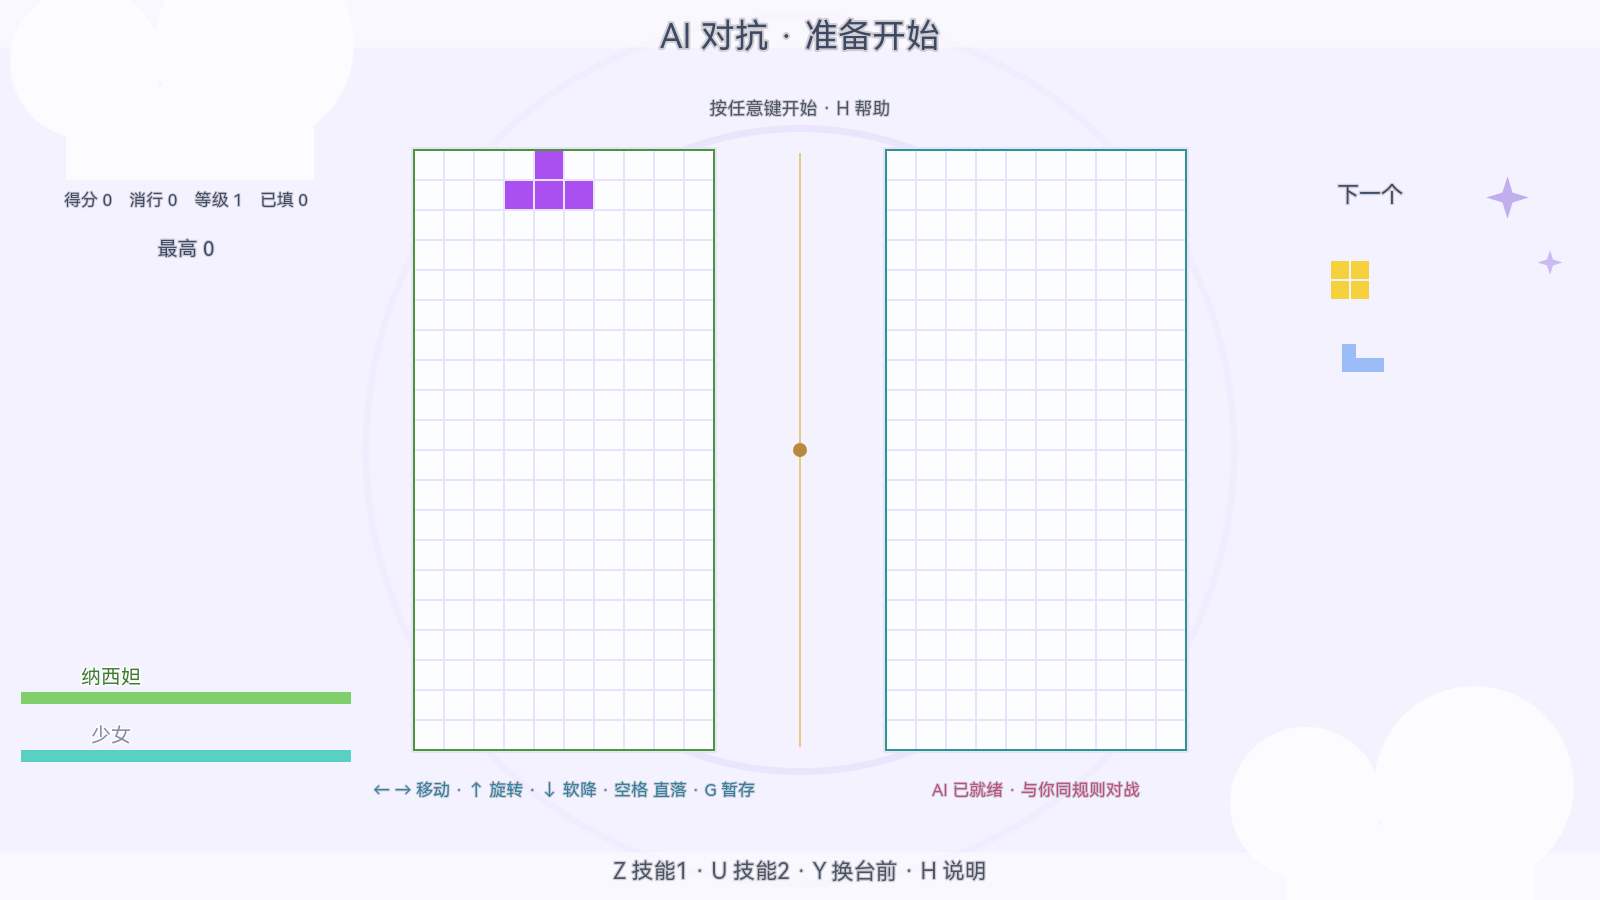 AI 对抗 · 准备开始
按任意键开始 · H 帮助
得分 0 消行 0 等级 1 已填 0
最高 0
下一个
纳西妲
少女
←→ 移动 · ↑ 旋转 · ↓ 软降 · 空格 直落 · G 暂存
AI 已就绪 · 与你同规则对战
Z 技能1 · U 技能2 · Y 换台前 · H 说明